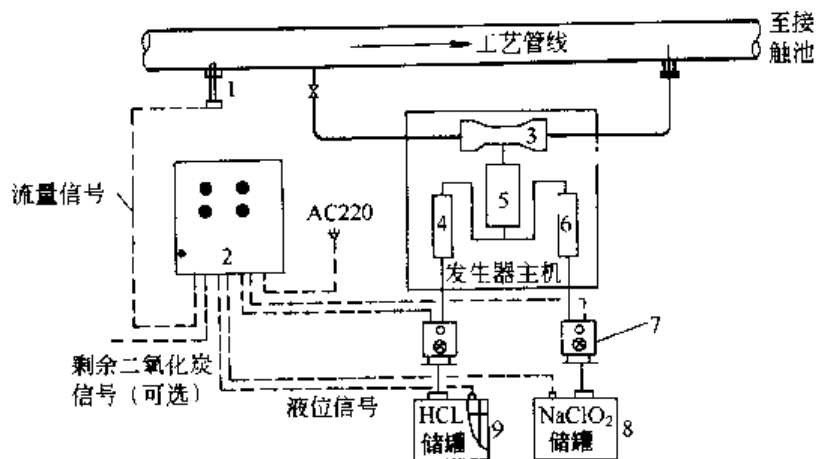 工艺管线
至接
触池
1
3
流量信号
AC220
5
4
6
2
发生器主机
7
剩余二氧化炭
信号（可选）
液位信号
HCL
储罐
9
NaClO₂
储罐
8